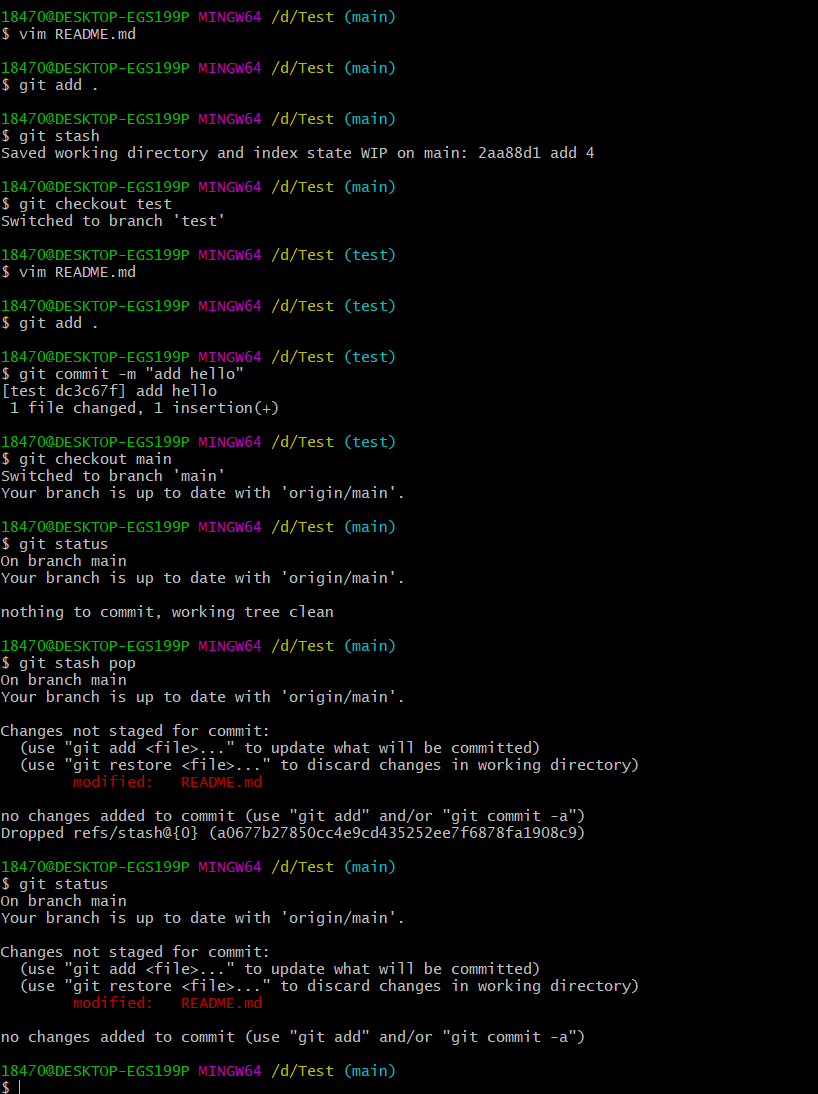 18470@DESKTOP-EGS199P MINGW64 /d/Test (main)
$ vim README.md

18470@DESKTOP-EGS199P MINGW64 /d/Test (main)
$ git add .

18470@DESKTOP-EGS199P MINGW64 /d/Test (main)
$ git stash
Saved working directory and index state WIP on main: 2aa88d1 add 4

18470@DESKTOP-EGS199P MINGW64 /d/Test (main)
$ git checkout test
Switched to branch 'test'

18470@DESKTOP-EGS199P MINGW64 /d/Test (test)
$ vim README.md

18470@DESKTOP-EGS199P MINGW64 /d/Test (test)
$ git add .

18470@DESKTOP-EGS199P MINGW64 /d/Test (test)
$ git commit -m "add hello"
[test dc3c67f] add hello
 1 file changed, 1 insertion(+)

18470@DESKTOP-EGS199P MINGW64 /d/Test (test)
$ git checkout main
Switched to branch 'main'
Your branch is up to date with 'origin/main'.

18470@DESKTOP-EGS199P MINGW64 /d/Test (main)
$ git status
On branch main
Your branch is up to date with 'origin/main'.

nothing to commit, working tree clean

18470@DESKTOP-EGS199P MINGW64 /d/Test (main)
$ git stash pop
On branch main
Your branch is up to date with 'origin/main'.

Changes not staged for commit:
  (use "git add <file>..." to update what will be committed)
  (use "git restore <file>..." to discard changes in working directory)
        modified:   README.md

no changes added to commit (use "git add" and/or "git commit -a")
Dropped refs/stash@{0} (a0677b27850cc4e9cd435252ee7f6878fa1908c9)

18470@DESKTOP-EGS199P MINGW64 /d/Test (main)
$ git status
On branch main
Your branch is up to date with 'origin/main'.

Changes not staged for commit:
  (use "git add <file>..." to update what will be committed)
  (use "git restore <file>..." to discard changes in working directory)
        modified:   README.md

no changes added to commit (use "git add" and/or "git commit -a")

18470@DESKTOP-EGS199P MINGW64 /d/Test (main)
$